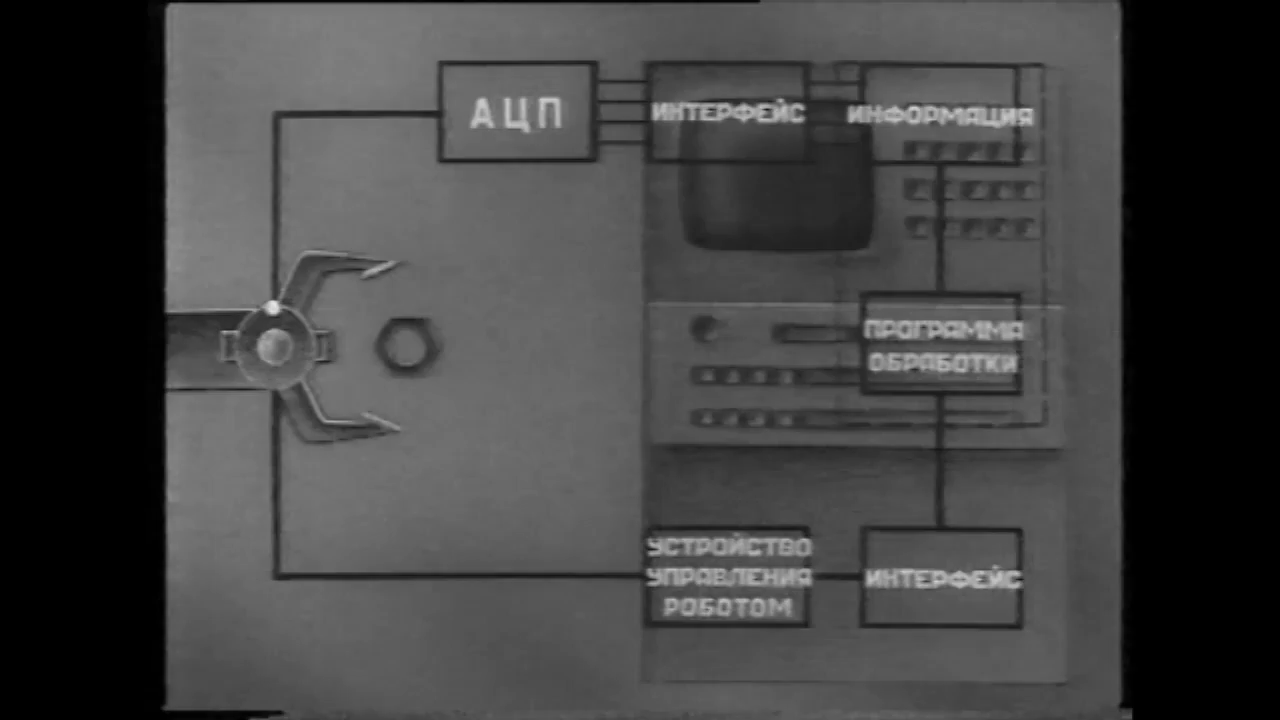 АЦП
ИНТЕРФЕЙС
ИНФОРМАЦИЯ
ПРОГРАММА
ОБРАБОТКИ
УСТРОЙСТВО
УПРАВЛЕНИЯ
РОБОТОМ
ИНТЕРФЕЙС